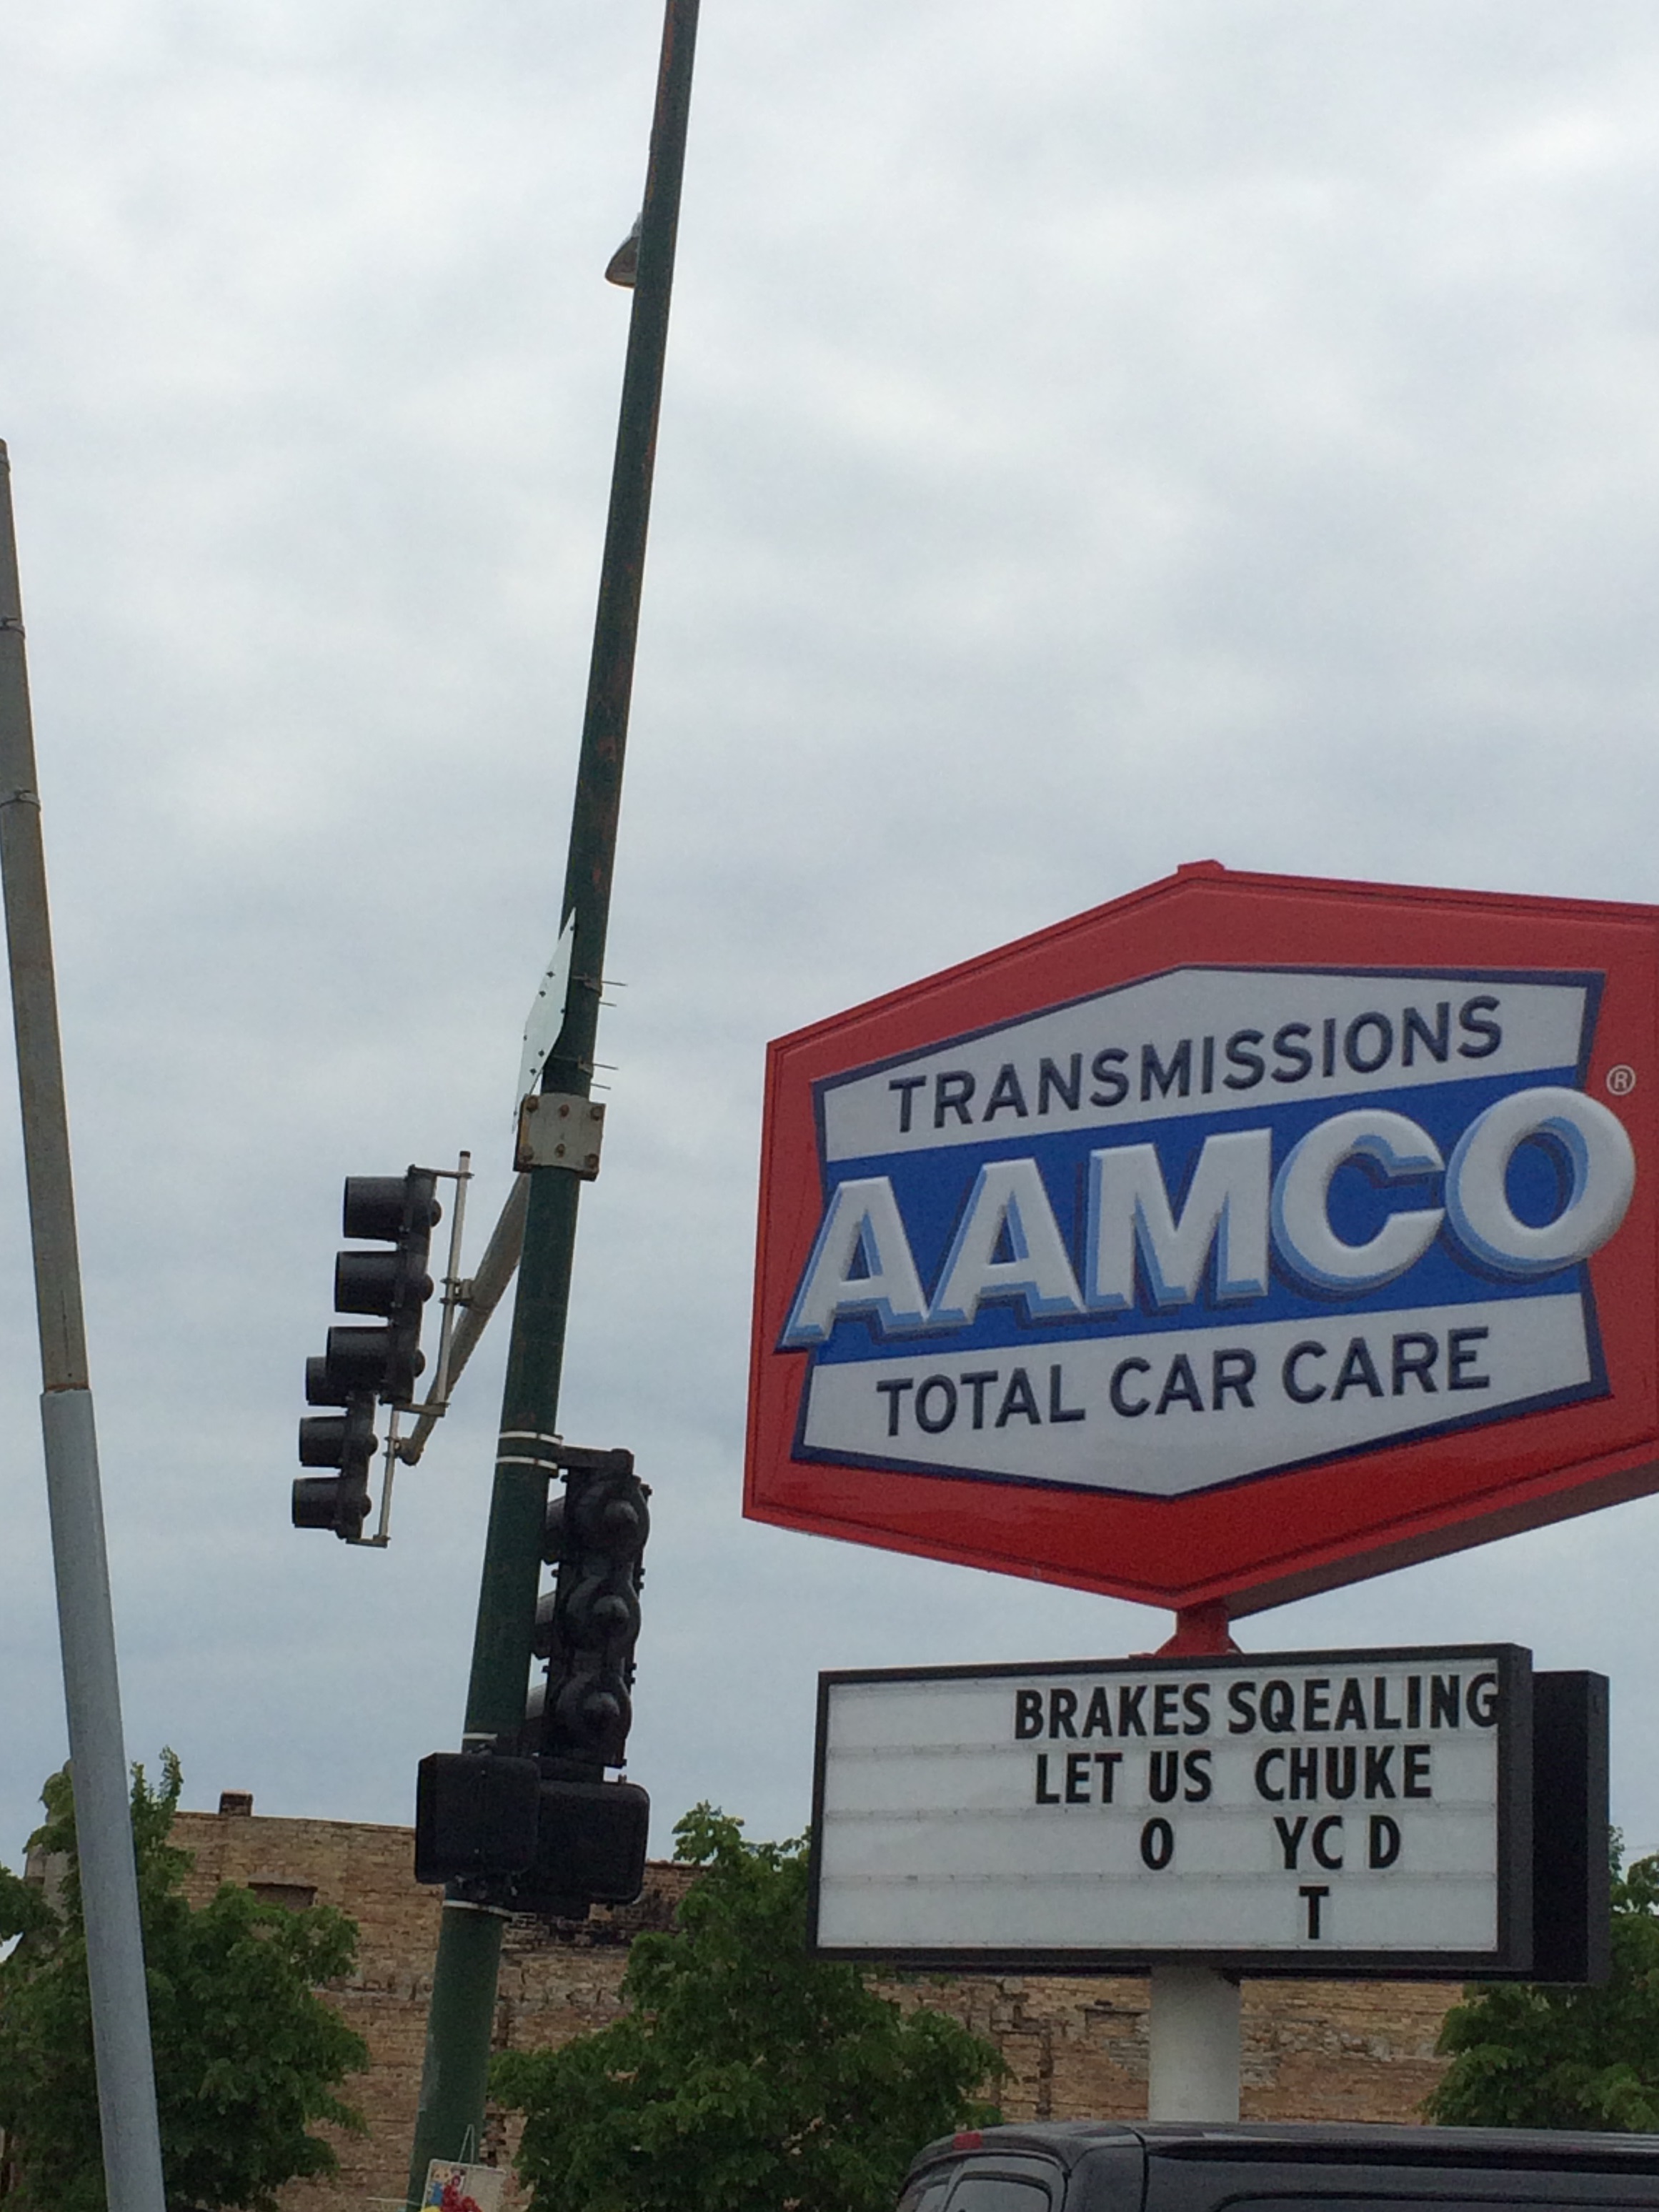 TRANSMISSIONS
AAMCO®
TOTAL CAR CARE
BRAKES SQEALING
LET US CHUKE
O YC D
T